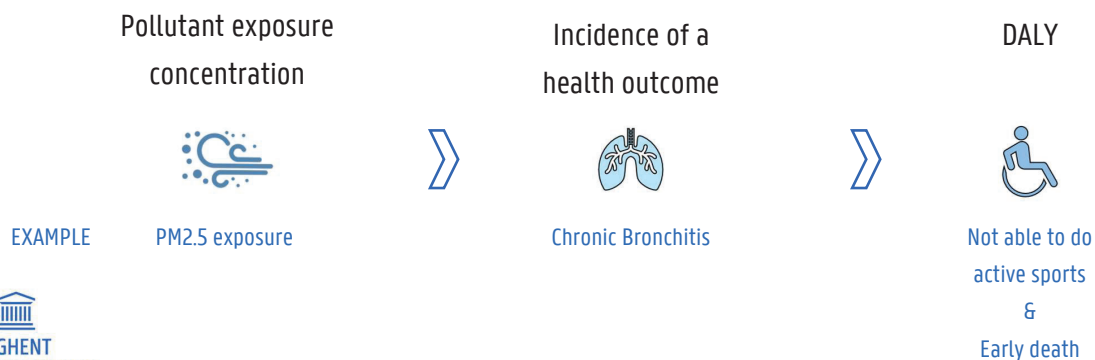 Pollutant exposure
concentration
Incidence of a
health outcome
DALY
EXAMPLE
PM2.5 exposure
Chronic Bronchitis
Not able to do
active sports
&
Early death
GHENT